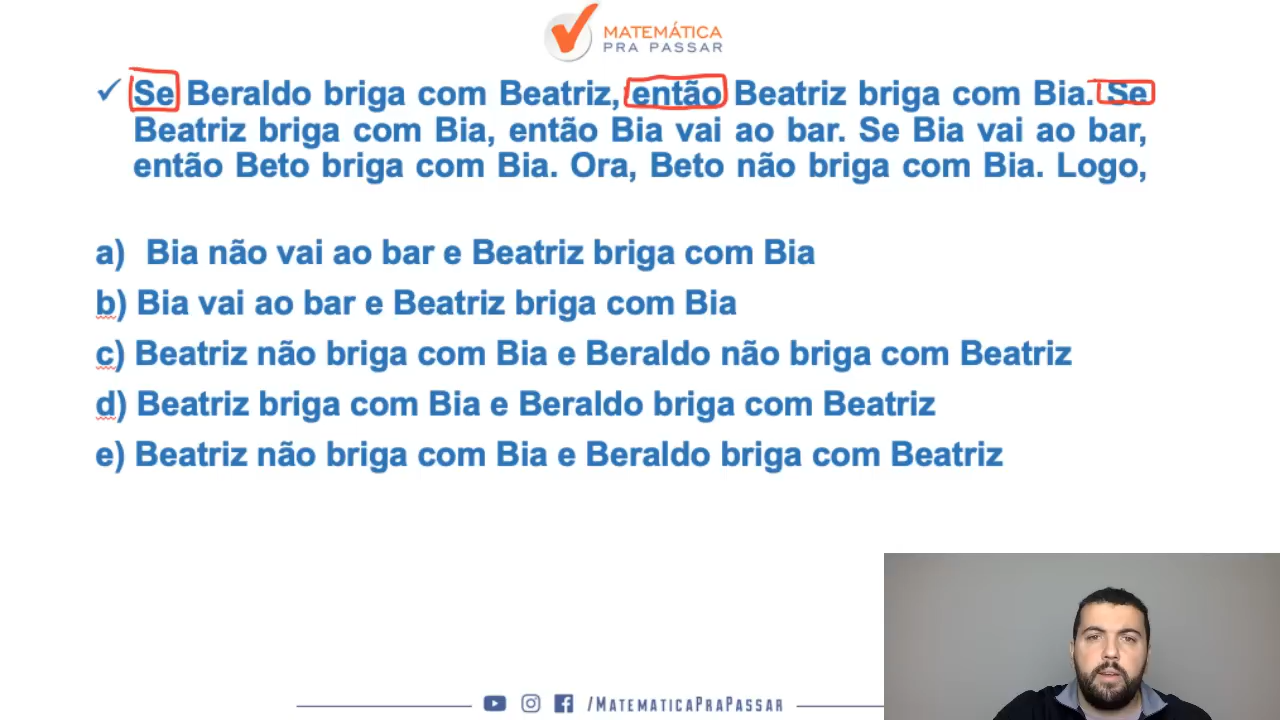 MATEMÁTICA
PRA PASSAR
✓ Se Beraldo briga com Beatriz, então Beatriz briga com Bia. Se
Beatriz briga com Bia, então Bia vai ao bar. Se Bia vai ao bar,
então Beto briga com Bia. Ora, Beto não briga com Bia. Logo,
a) Bia não vai ao bar e Beatriz briga com Bia
b) Bia vai ao bar e Beatriz briga com Bia
c) Beatriz não briga com Bia e Beraldo não briga com Beatriz
d) Beatriz briga com Bia e Beraldo briga com Beatriz
e) Beatriz não briga com Bia e Beraldo briga com Beatriz
/MatematicaPraPassar